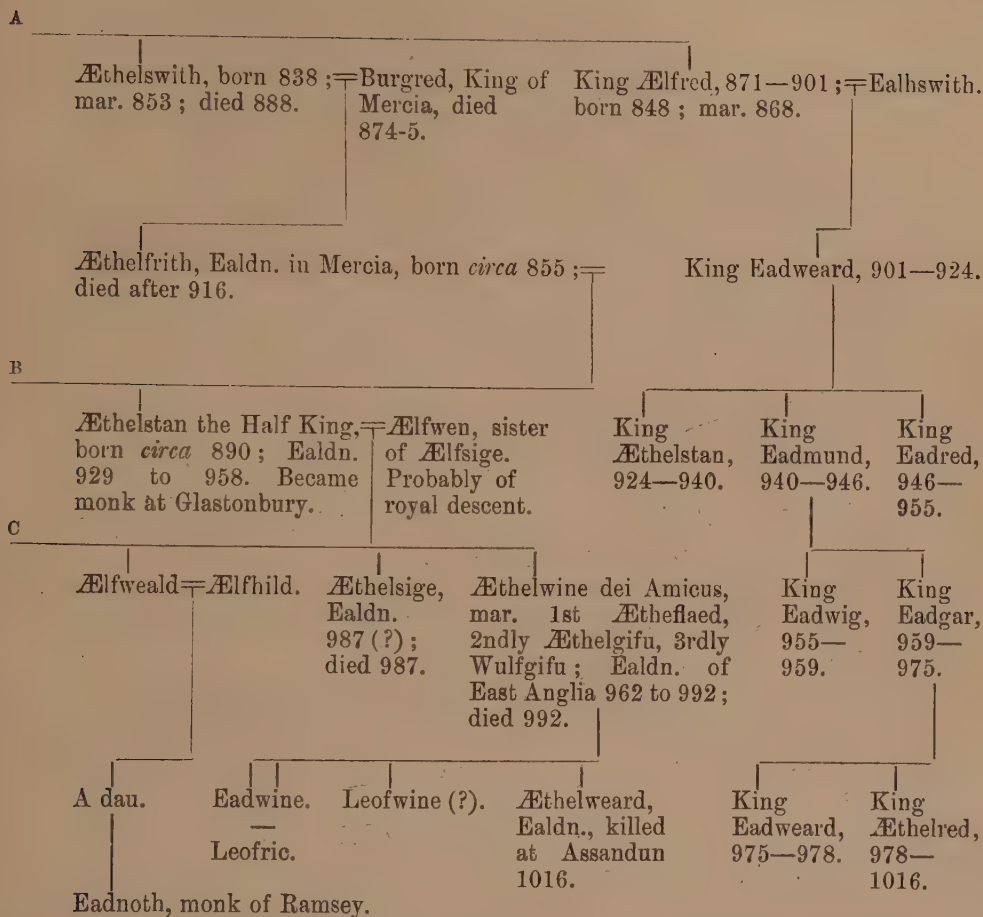 A
Æthelswith, born 838 ; Burgred, King of
mar. 853 ; died 888. Mercia, died
874-5.
King Ælfred, 871—901 ; Ealhswith.
born 848 ; mar. 868.
Æthelfrith, Ealdn. in Mercia, born circa 855 ;
died after 916.
King Eadweard, 901—924.
B
Æthelstan the Half King,
born circa 890 ; Ealdn.
929 to 958. Became
monk at Glastonbury.
Ælfwen, sister
of Ælfsige.
Probably of
royal descent.
King
Æthelstan,
924—940.
King
Eadmund,
940—946.
King
Eadred,
946—
955.
C
Ælfweald Ælfhild.
Æthelsige,
Ealdn.
987 (?) ;
died 987.
Æthelwine dei Amicus,
mar. 1st Ætheflaed,
2ndly Æthelgifu, 3rdly
Wulfgifu ; Ealdn. of
East Anglia 962 to 992 ;
died 992.
King
Eadwig,
955—
959.
King
Eadgar,
959—
975.
A dau.
Eadwine.
—
Leofric.
Leofwine (?).
Æthelweard,
Ealdn., killed
at Assandun
1016.
King
Eadweard,
975—978.
King
Æthelred,
978—
1016.
Eadnoth, monk of Ramsey.